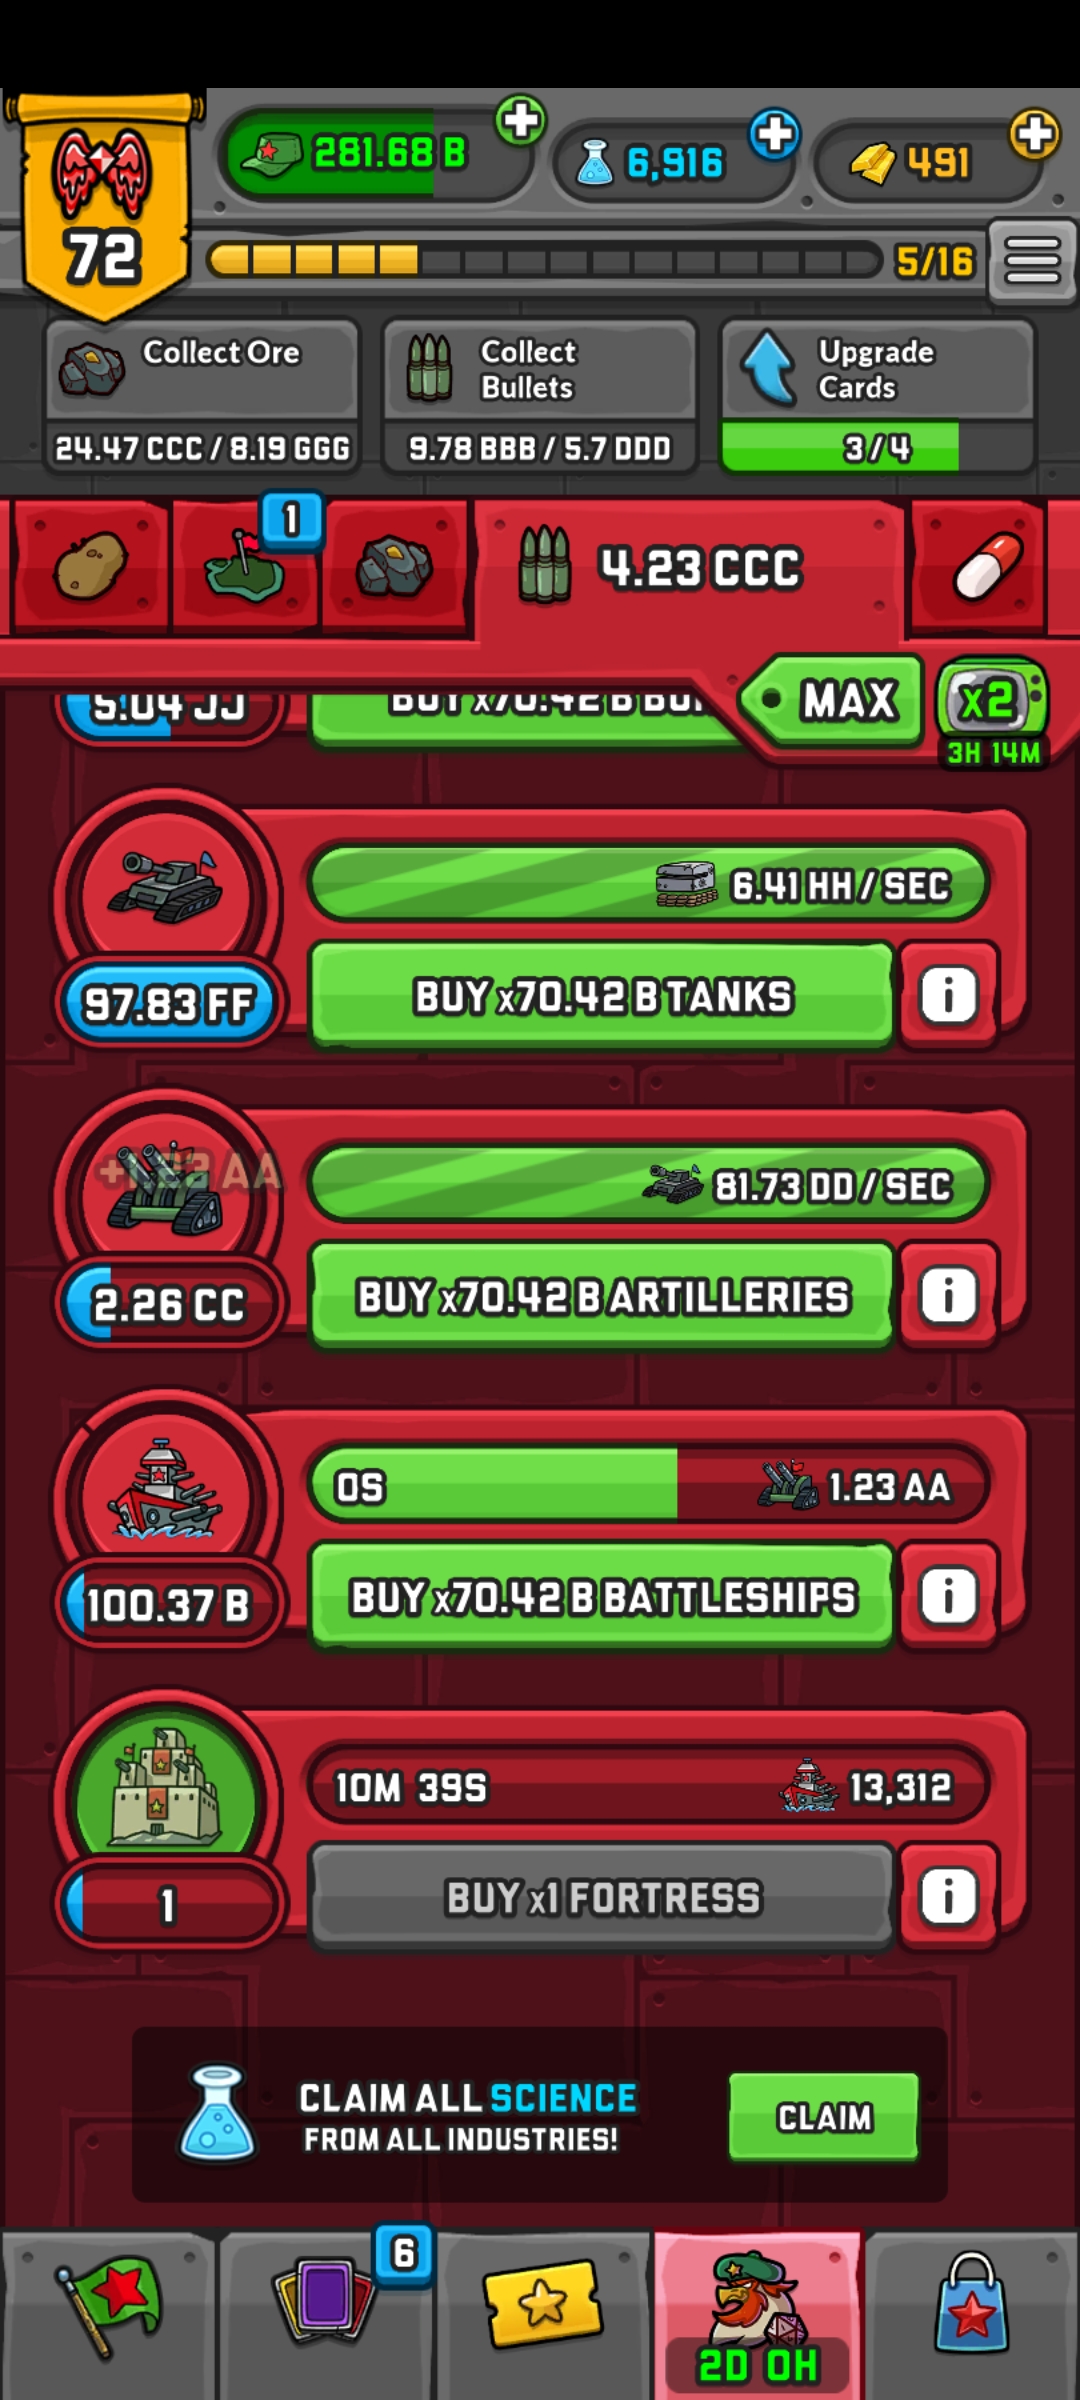 72
281.68 B
6,916
491
5/16
Collect Ore
24.47 CCC / 8.19 GGG
Collect
Bullets
9.78 BBB / 5.7 DDD
Upgrade
Cards
3/4
1
4.23 CCC
MAX
x2
3H 14M
5.04 JJ
BUY x70.42 B
97.83 FF
6.41 HH / SEC
BUY x70.42 B TANKS
2.26 CC
81.73 DD / SEC
BUY x70.42 B ARTILLERIES
100.37 B
0S
1.23 AA
BUY x70.42 B BATTLESHIPS
1
10M 39S
13,312
BUY x1 FORTRESS
CLAIM ALL SCIENCE
FROM ALL INDUSTRIES!
CLAIM
6
2D 0H